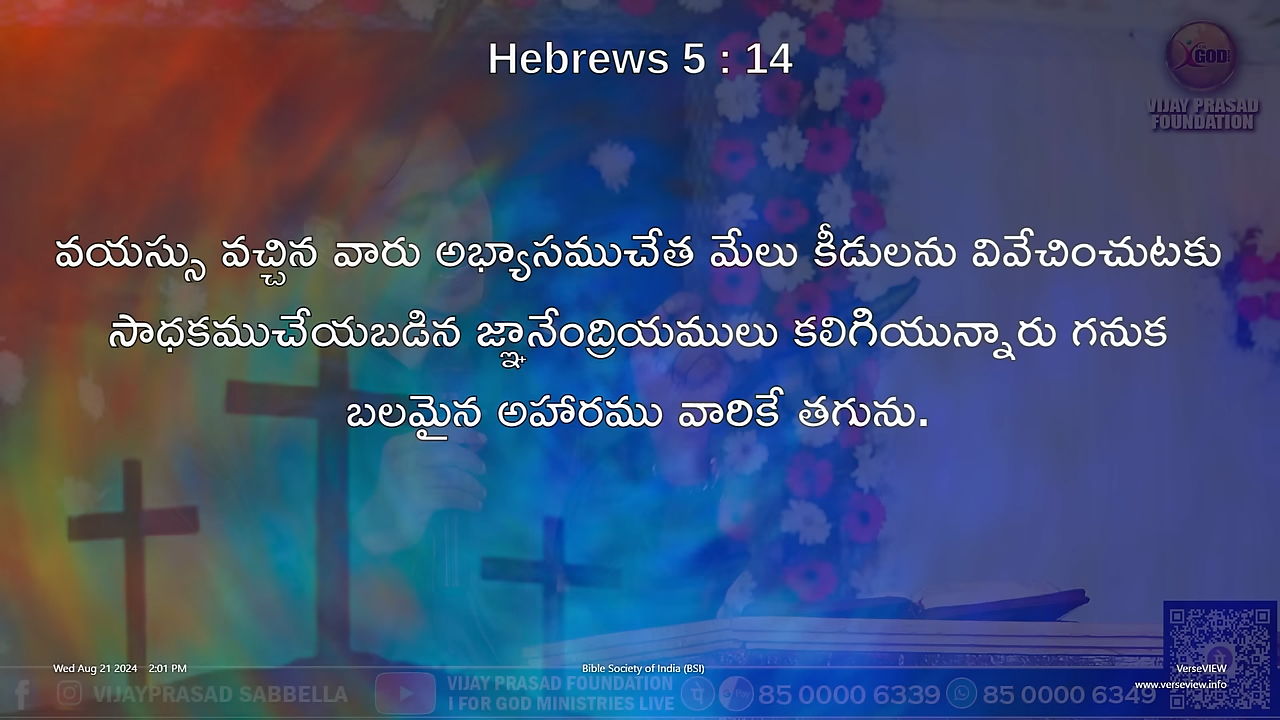 Hebrews 5 : 14
GOD
VIJAY PRASAD
FOUNDATION
వయస్సు వచ్చిన వారు అభ్యాసముచేత మేలు కీడులను వివేచించుటకు
సాధకముచేయబడిన జ్ఞానేంద్రియములు కలిగియున్నారు గనుక
బలమైన అహారము వారికే తగును.
Wed Aug 21 2024 2:01 PM
Bible Society of India (BSI)
VerseVIEW
www.verseview.info
VIJAYPRASAD SABBELLA
VIJAY PRASAD FOUNDATION
I FOR GOD MINISTRIES LIVE
85 0000 6339
85 0000 6349